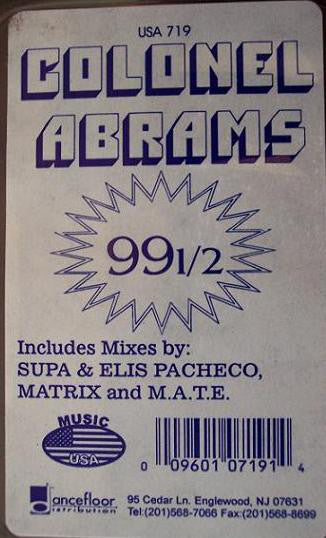 USA 719
COLONEL
ABRAMS
99 1/2
Includes Mixes by:
SUPA & ELIS PACHECO,
MATRIX and M.A.T.E.
MUSIC
USA
0 09601 07191 4
dancefloor
distribution
95 Cedar Ln. Englewood, NJ 07631
Tel:(201)568-7066 Fax:(201)568-8699